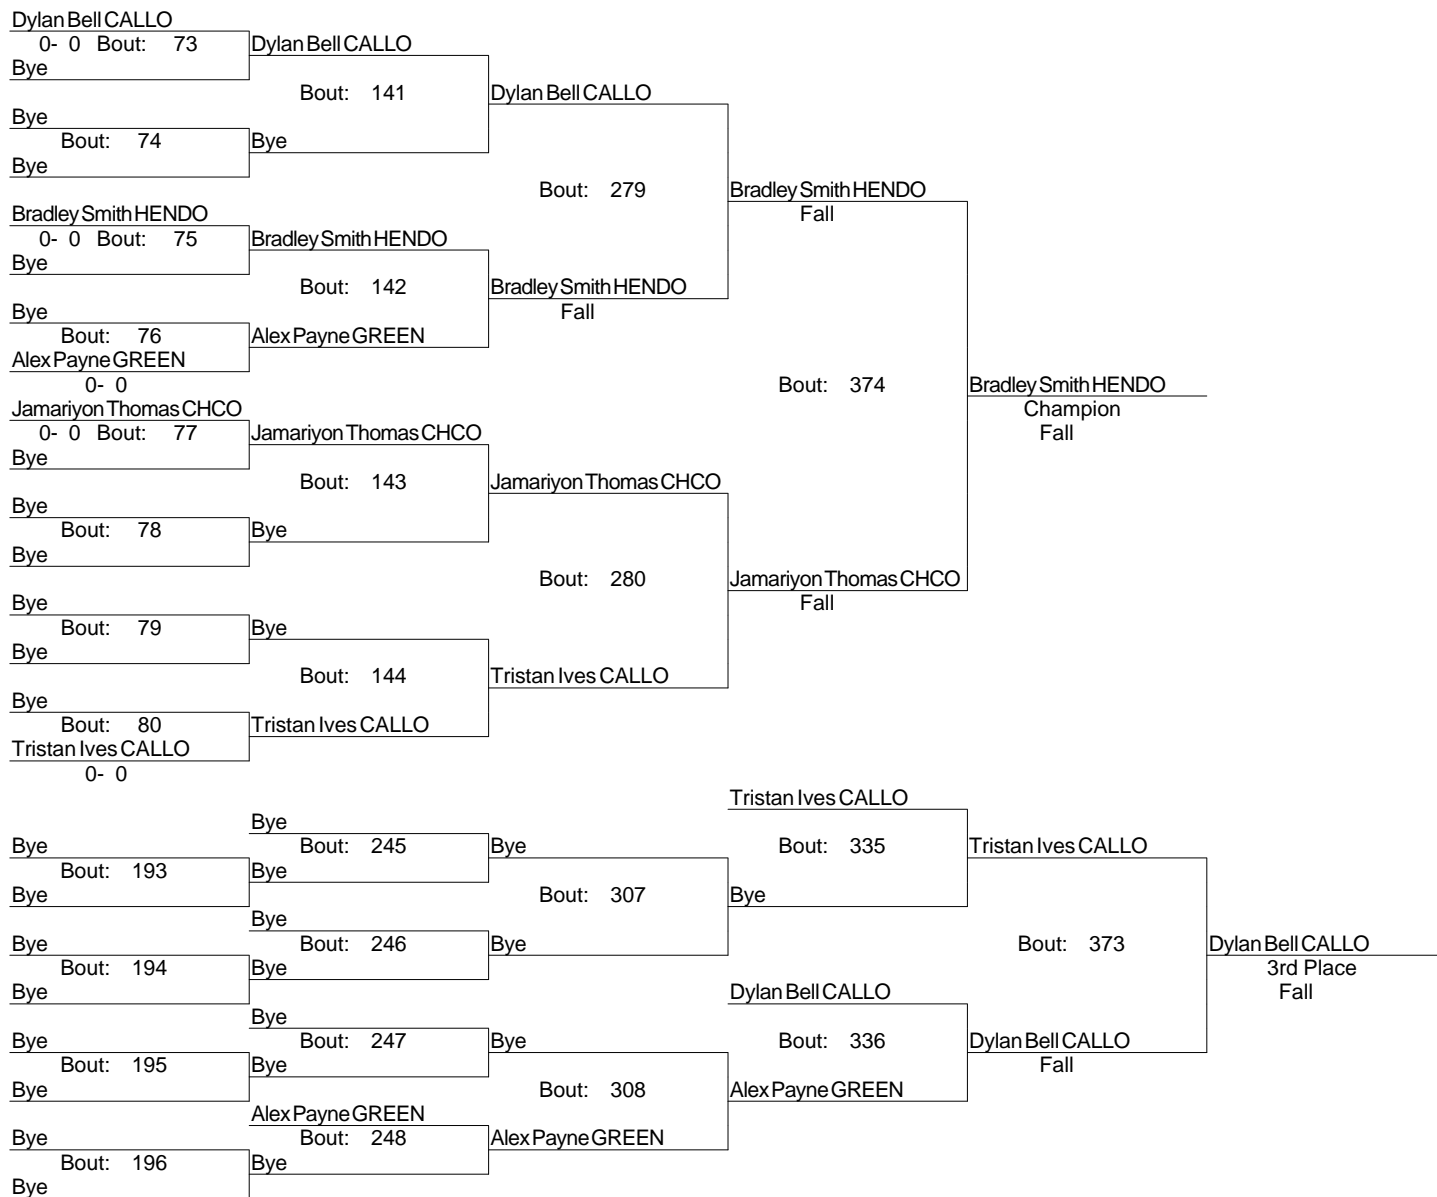 Dylan Bell CALLO
0- 0 Bout: 73 Dylan Bell CALLO
Bye
Bout: 141 Dylan Bell CALLO
Bye
Bout: 74 Bye
Bye
Bout: 279 Bradley Smith HENDO
Bradley Smith HENDO Fall
0- 0 Bout: 75 Bradley Smith HENDO
Bye
Bout: 142 Bradley Smith HENDO
Bye Fall
Bout: 76 Alex Payne GREEN
Alex Payne GREEN
0- 0 Bout: 374 Bradley Smith HENDO
Jamariyon Thomas CHCO Champion
0- 0 Bout: 77 Jamariyon Thomas CHCO Fall
Bye
Bout: 143 Jamariyon Thomas CHCO
Bye
Bout: 78 Bye
Bye
Bout: 280 Jamariyon Thomas CHCO
Bye Fall
Bout: 79 Bye
Bye
Bout: 144 Tristan Ives CALLO
Bye
Bout: 80 Tristan Ives CALLO
Tristan Ives CALLO
0- 0
Tristan Ives CALLO
Bye
Bye Bout: 245 Bye Bout: 335 Tristan Ives CALLO
Bout: 193 Bye
Bye Bout: 307 Bye
Bye
Bye Bout: 246 Bye Bout: 373 Dylan Bell CALLO
Bout: 194 Bye 3rd Place
Bye Dylan Bell CALLO Fall
Bye
Bye Bout: 247 Bye Bout: 336 Dylan Bell CALLO
Bout: 195 Bye Fall
Bye Bout: 308 Alex Payne GREEN
Alex Payne GREEN
Bye Bout: 248 Alex Payne GREEN
Bout: 196 Bye
Bye